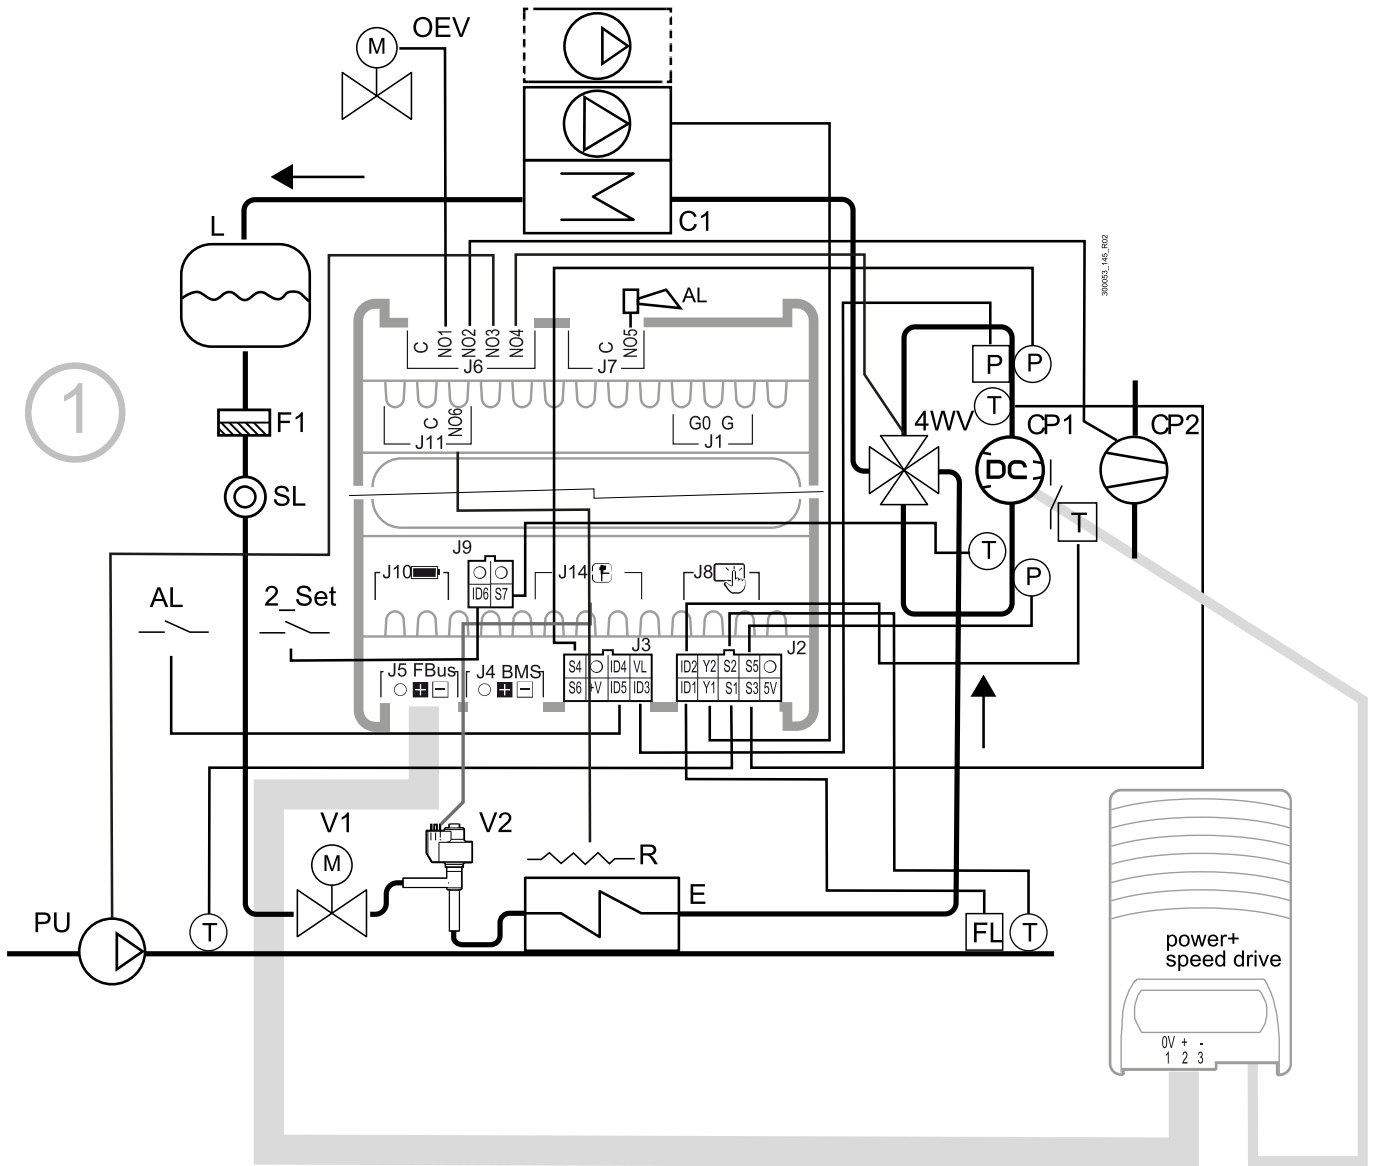 OEV
M
C1
L
300053_145_R02
AL
C NO1 NO2 NO3 NO4
C NO5
J6
J7
P P
1
T
F1
C NO6
G0 G
4WV
CP1
CP2
J11
J1
DC
SL
T
J9
T
J10
J14
J8
P
ID6 S7
AL
2_Set
J3
J2
S4 ID4 VL
ID2 Y2 S2 S5
J5 FBus
J4 BMS
S6 +V ID5 ID3
ID1 Y1 S1 S3 5V
+ -
+ -
V1
V2
M
R
E
PU
T
FL
T
power+
speed drive
0V + -
1 2 3